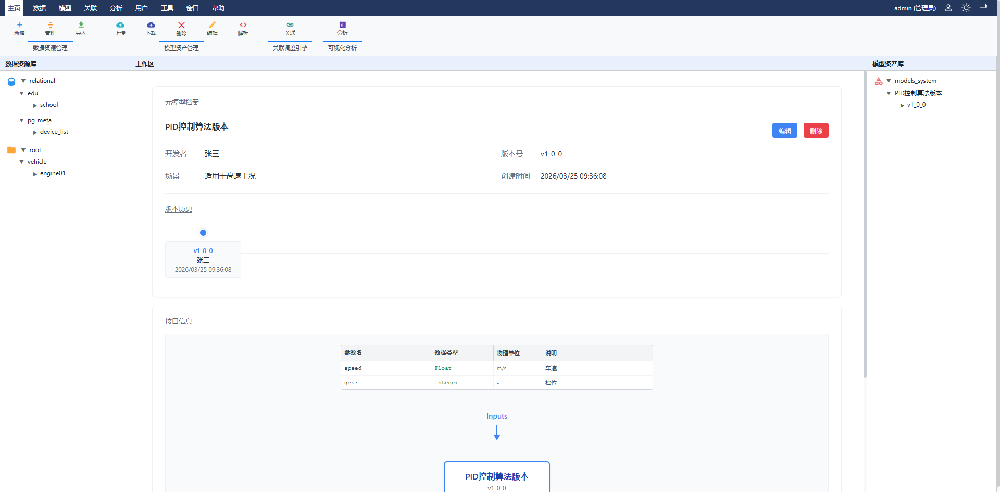 主页 数据 模型 关联 分析 用户 工具 窗口 帮助 admin (管理员)
新增 管理 导入 上传 下载 删除 编辑 解析 关联 分析
数据资源管理 模型资产管理 关联调度引擎 可视化分析
数据资源库
relational
edu
school
pg_meta
device_list
root
vehicle
engine01
工作区
元模型档案
PID控制算法版本
编辑 删除
开发者 张三 版本号 v1_0_0
场景 适用于高速工况 创建时间 2026/03/25 09:36:08
版本历史
v1_0_0
张三
2026/03/25 09:36:08
接口信息
参数名 数据类型 物理单位 说明
speed Float m/s 车速
gear Integer - 档位
Inputs
PID控制算法版本
v1_0_0
模型资产库
models_system
PID控制算法版本
v1_0_0